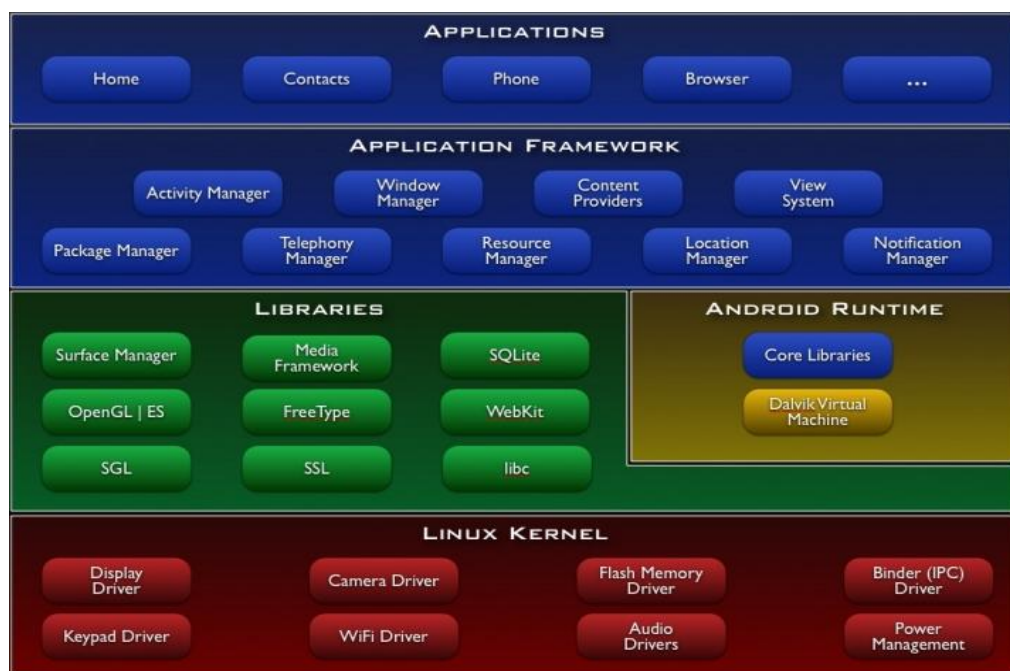 APPLICATIONS
Home
Contacts
Phone
Browser
...
APPLICATION FRAMEWORK
Activity Manager
Window
Manager
Content
Providers
View
System
Package Manager
Telephony
Manager
Resource
Manager
Location
Manager
Notification
Manager
LIBRARIES
Surface Manager
Media
Framework
SQLite
OpenGL | ES
FreeType
WebKit
SGL
SSL
libc
ANDROID RUNTIME
Core Libraries
Dalvik Virtual
Machine
LINUX KERNEL
Display
Driver
Camera Driver
Flash Memory
Driver
Binder (IPC)
Driver
Keypad Driver
WiFi Driver
Audio
Drivers
Power
Management